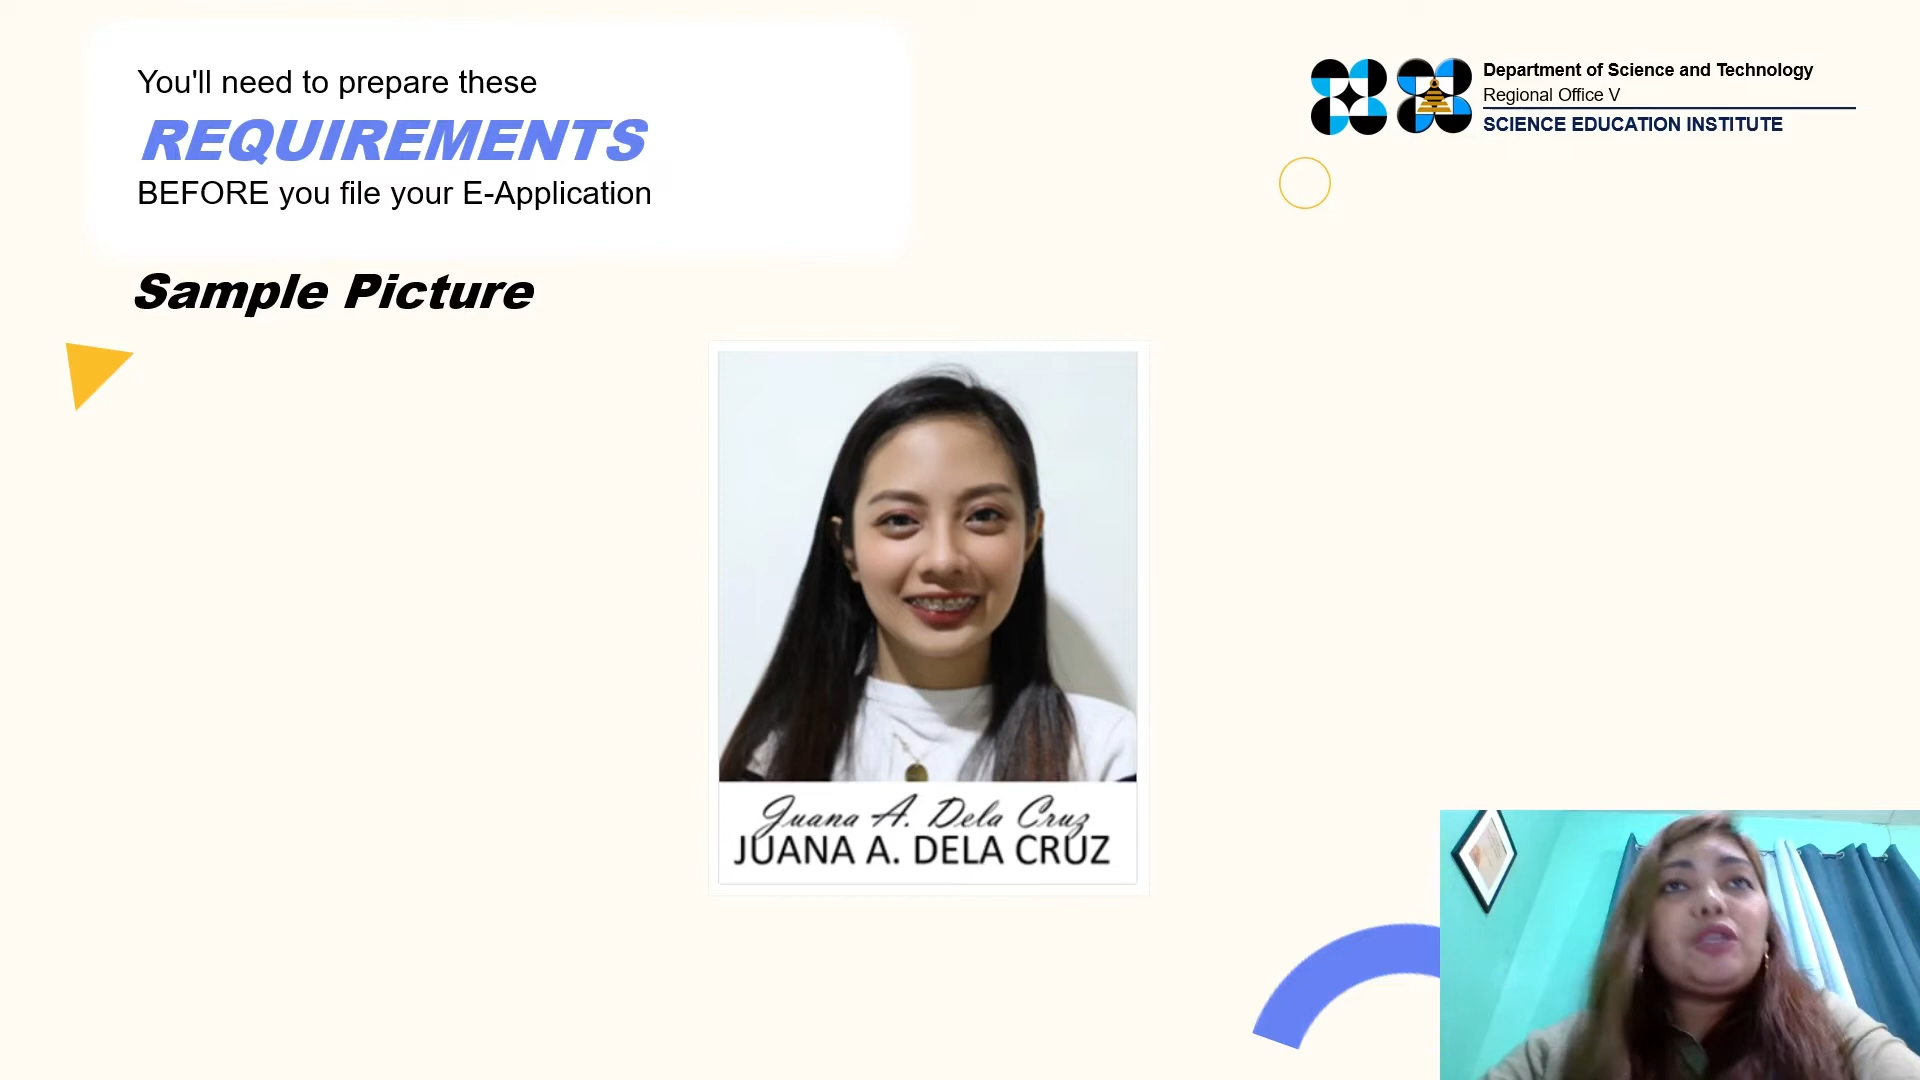 You'll need to prepare these
REQUIREMENTS
BEFORE you file your E-Application
Department of Science and Technology
Regional Office V
SCIENCE EDUCATION INSTITUTE
Sample Picture
Juana A. Dela Cruz
JUANA A. DELA CRUZ